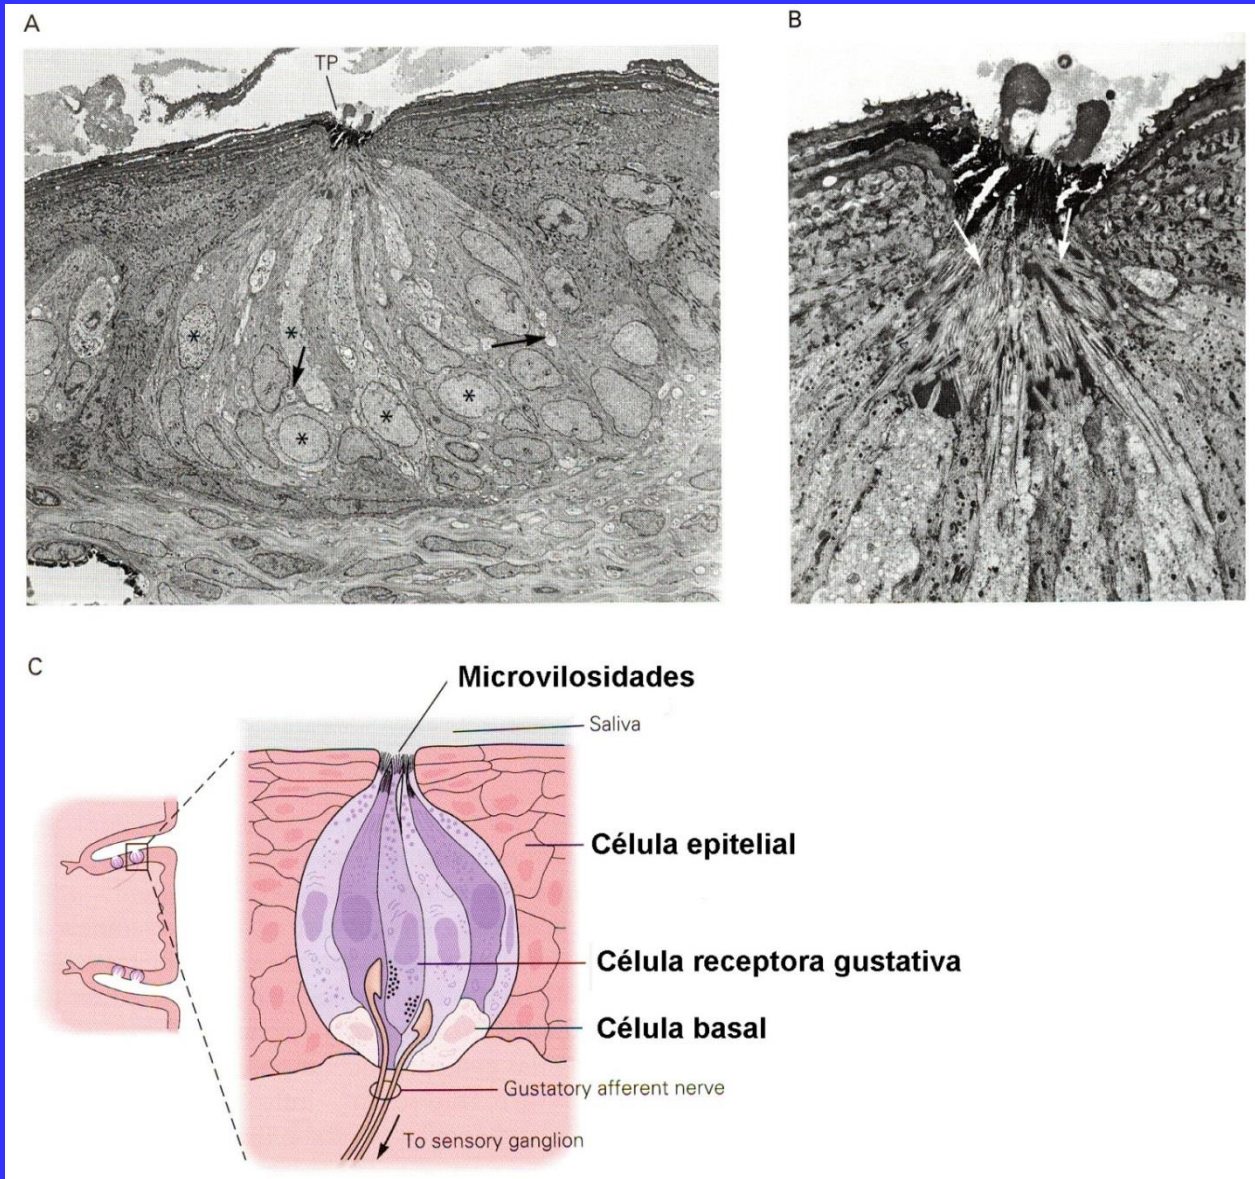 A
B
TP
*
*
*
*
*
C
Microvilosidades
Saliva
Célula epitelial
Célula receptora gustativa
Célula basal
Gustatory afferent nerve
To sensory ganglion